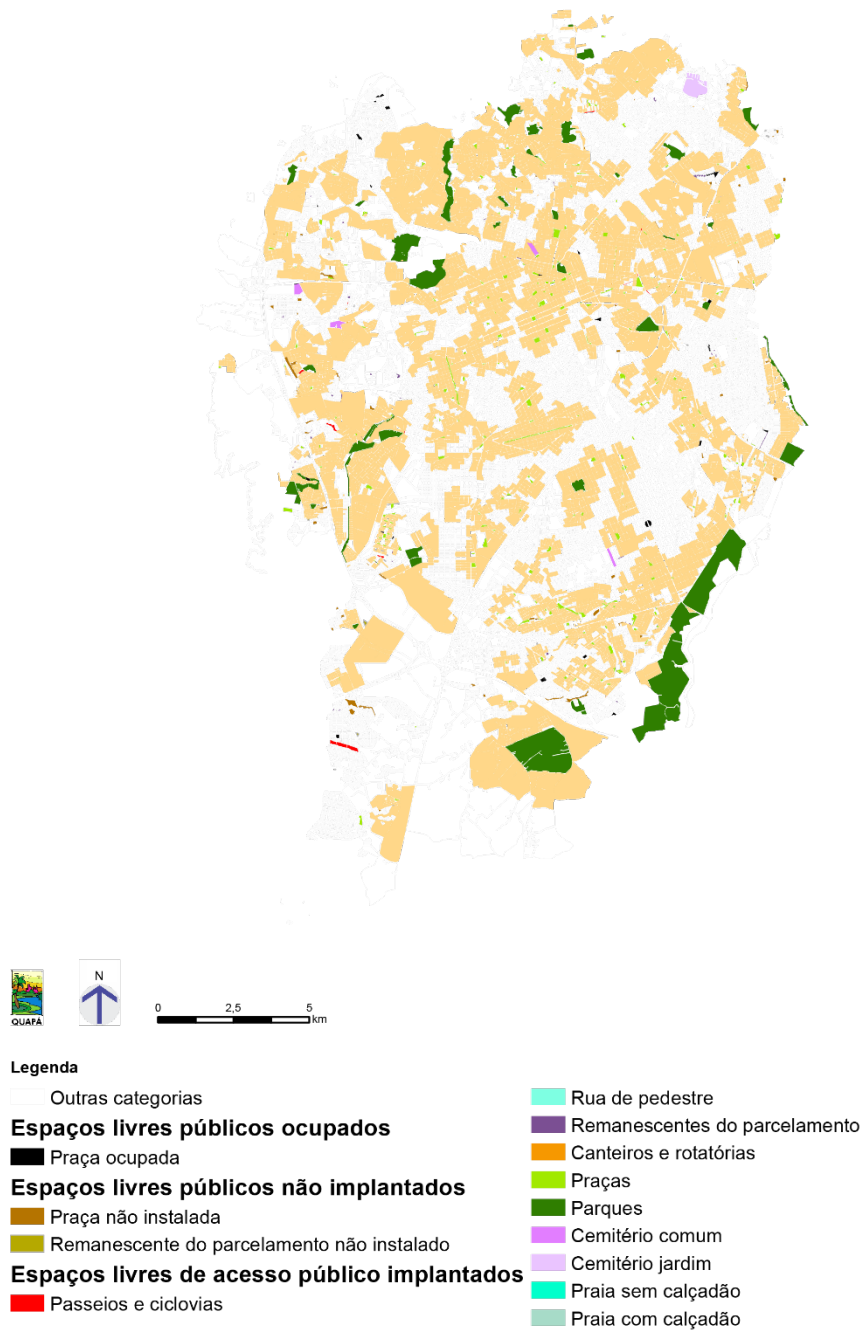 N
QUAPÁ
0 2,5 5
km
Legenda
Outras categorias
Espaços livres públicos ocupados
Praça ocupada
Espaços livres públicos não implantados
Praça não instalada
Remanescente do parcelamento não instalado
Espaços livres de acesso público implantados
Passeios e ciclovias
Rua de pedestre
Remanescentes do parcelamento
Canteiros e rotatórias
Praças
Parques
Cemitério comum
Cemitério jardim
Praia sem calçadão
Praia com calçadão